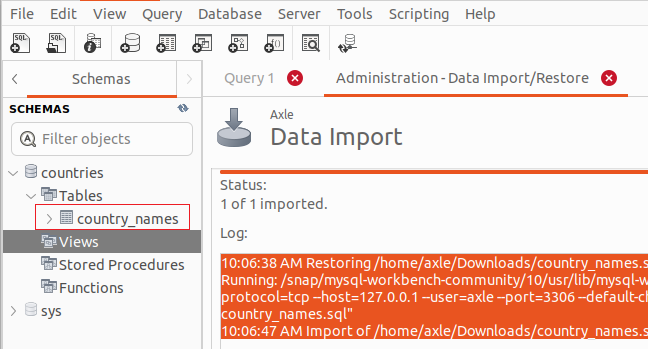 File Edit View Query Database Server Tools Scripting Help
SQL SQL
Schemas Query 1 Administration - Data Import/Restore
SCHEMAS
Filter objects
countries
Tables
country_names
Views
Stored Procedures
Functions
sys
Axle
Data Import
Status:
1 of 1 imported.
Log:
10:06:38 AM Restoring /home/axle/Downloads/country_names.s
Running: /snap/mysql-workbench-community/10/usr/lib/mysql-w
protocol=tcp --host=127.0.0.1 --user=axle --port=3306 --default-c
country_names.sql"
10:06:47 AM Import of /home/axle/Downloads/country_names.s